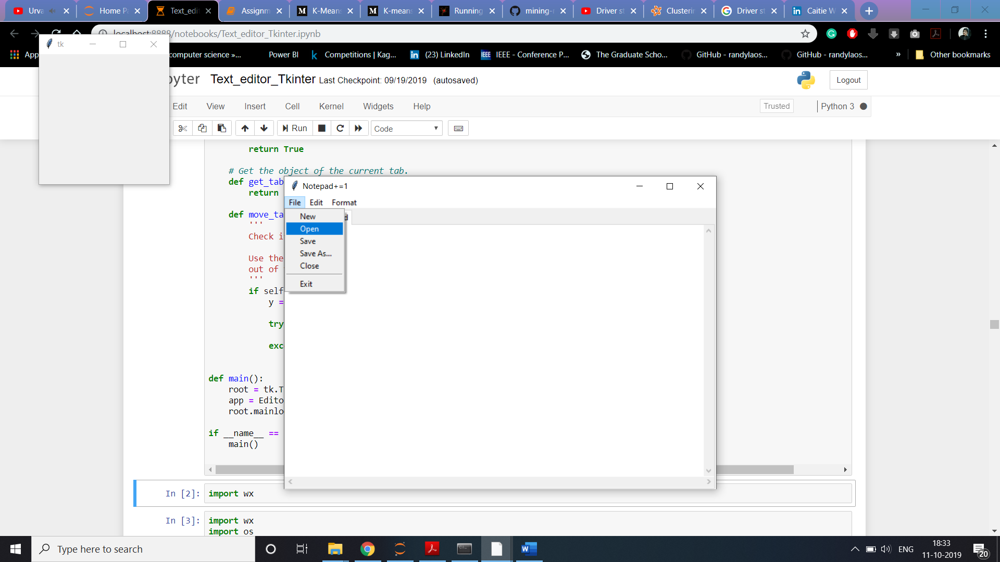 Urva
Home Pa
Text_edi
Assignm
K-Means
K-means
Running
mining-r
Driver st
Clusterin
Driver st
Caitie W
localhost:8888/notebooks/Text_editor_Tkinter.ipynb
tk
App
computer science »...
Power BI
Competitions | Kag...
(23) LinkedIn
IEEE - Conference P...
The Graduate Scho...
GitHub - randylaos...
GitHub - randylaos...
»
Other bookmarks
pyter
Text_editor_Tkinter Last Checkpoint: 09/19/2019 (autosaved)
Logout
Edit
View
Insert
Cell
Kernel
Widgets
Help
Trusted
Python 3
Run
Code
return True
# Get the object of the current tab.
def get_tab
return
def move_ta
'''
Check i
Use the
out of
'''
if self
y =
try
exc
def main():
root = tk.T
app = Edito
root.mainlo
if __name__ ==
main()
Notepad+=1
File Edit Format
New
Open
Save
Save As...
Close
Exit
In [2]: import wx
In [3]: import wx
import os
Type here to search
ENG
18:33
11-10-2019
20